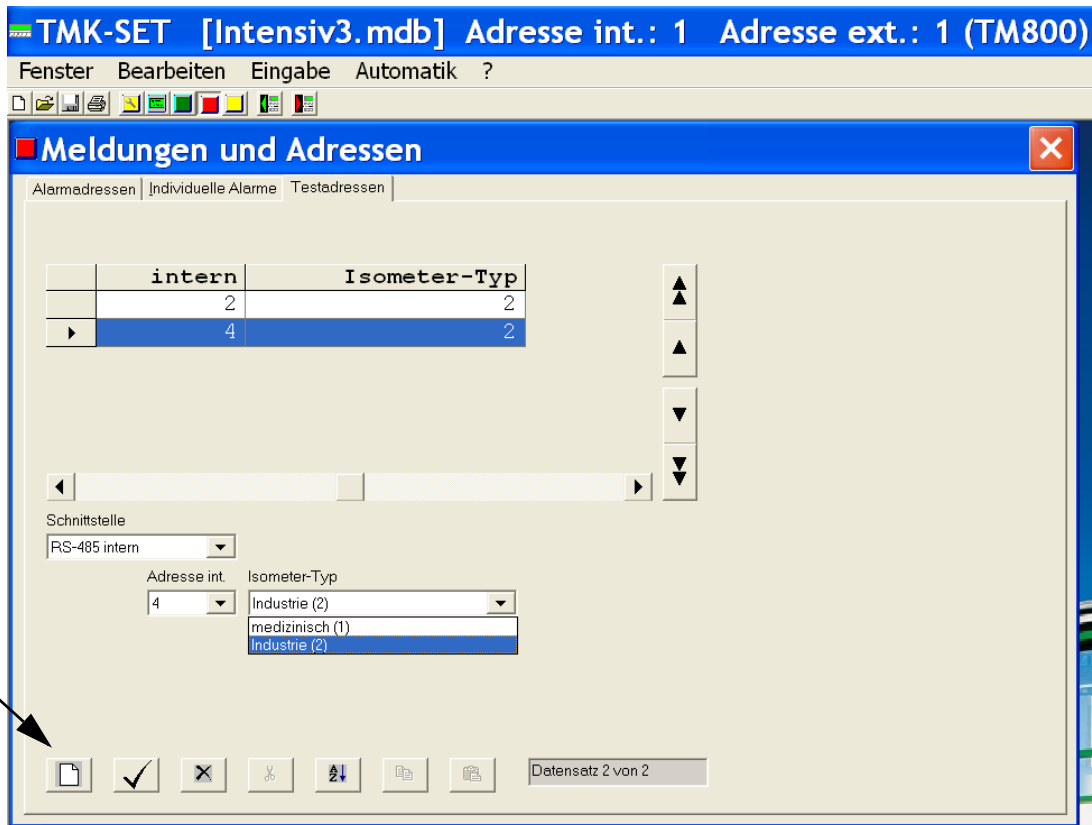 TMK-SET [Intensiv3.mdb] Adresse int.: 1 Adresse ext.: 1 (TM800)
Fenster Bearbeiten Eingabe Automatik ?
Meldungen und Adressen
Alarmadressen Individuelle Alarme Testadressen
intern Isometer-Typ
2 2
4 2
Schnittstelle
RS-485 intern
Adresse int. Isometer-Typ
4 Industrie (2)
medizinisch (1)
Industrie (2)
Datensatz 2 von 2